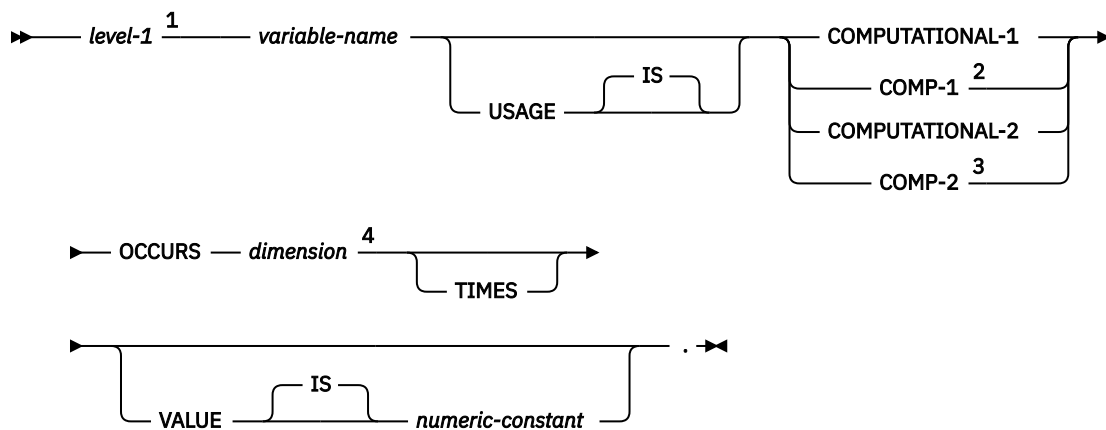 level-1 1 variable-name COMPUTATIONAL-1
IS COMP-1 2
USAGE COMPUTATIONAL-2
COMP-2 3
OCCURS dimension 4
TIMES
.
IS
VALUE numeric-constant